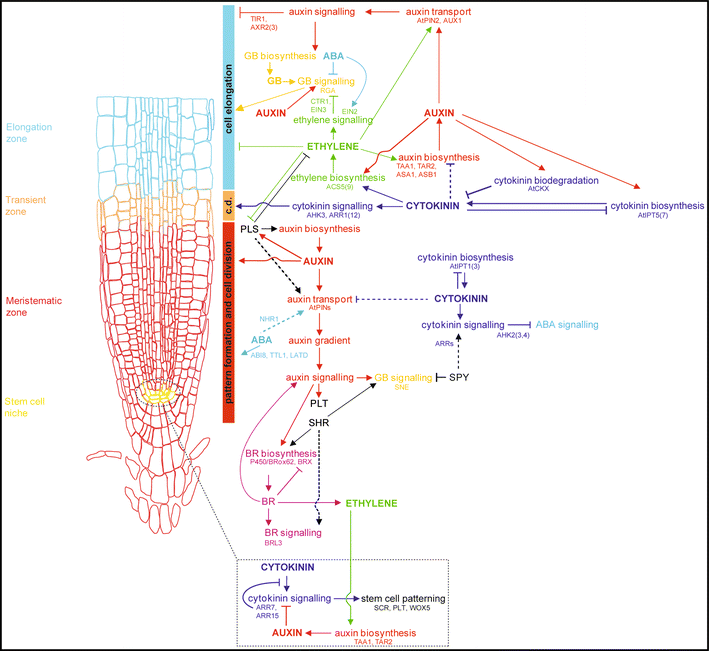 auxin signalling
TIR1,
AXR2(3)
auxin transport
AtPIN2, AUX1
GB biosynthesis
ABA
GB
GB signalling
RGA
AUXIN
CTR1,
EIN3
EIN2
ethylene signalling
AUXIN
ETHYLENE
auxin biosynthesis
TAA1, TAR2,
ASA1, ASB1
ethylene biosynthesis
ACS5(9)
cytokinin biodegradation
AtCKX
cytokinin signalling
AHK3, ARR1(12)
CYTOKININ
cytokinin biosynthesis
AtIPT5(7)
cell elongation
c.d.
pattern formation and cell division
Elongation
zone
Transient
zone
Meristematic
zone
Stem cell
niche
PLS
auxin biosynthesis
AUXIN
cytokinin biosynthesis
AtIPT1(3)
auxin transport
AtPINs
CYTOKININ
NHR1
ABA
ABI8, TTL1, LATD
cytokinin signalling
AHK2(3,4)
ABA signalling
ARRs
auxin gradient
auxin signalling
GB signalling
SNE
SPY
PLT
SHR
BR biosynthesis
P450/BRox62, BRX
BR
ETHYLENE
BR signalling
BRL3
CYTOKININ
cytokinin signalling
ARR7,
ARR15
stem cell patterning
SCR, PLT, WOX5
AUXIN
auxin biosynthesis
TAA1, TAR2